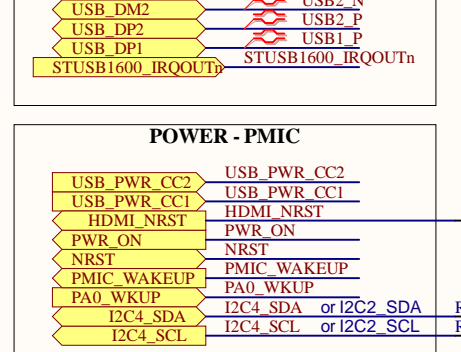 USB_DM2 USB2_N
USB_DP2 USB2_P
USB_DP1 USB1_P
STUSB1600_IRQOUTn STUSB1600_IRQOUTn
POWER - PMIC
USB_PWR_CC2 USB_PWR_CC2
USB_PWR_CC1 USB_PWR_CC1
HDMI_NRST HDMI_NRST
PWR_ON PWR_ON
NRST NRST
PMIC_WAKEUP PMIC_WAKEUP
PA0_WKUP PA0_WKUP
I2C4_SDA I2C4_SDA or I2C2_SDA
I2C4_SCL I2C4_SCL or I2C2_SCL